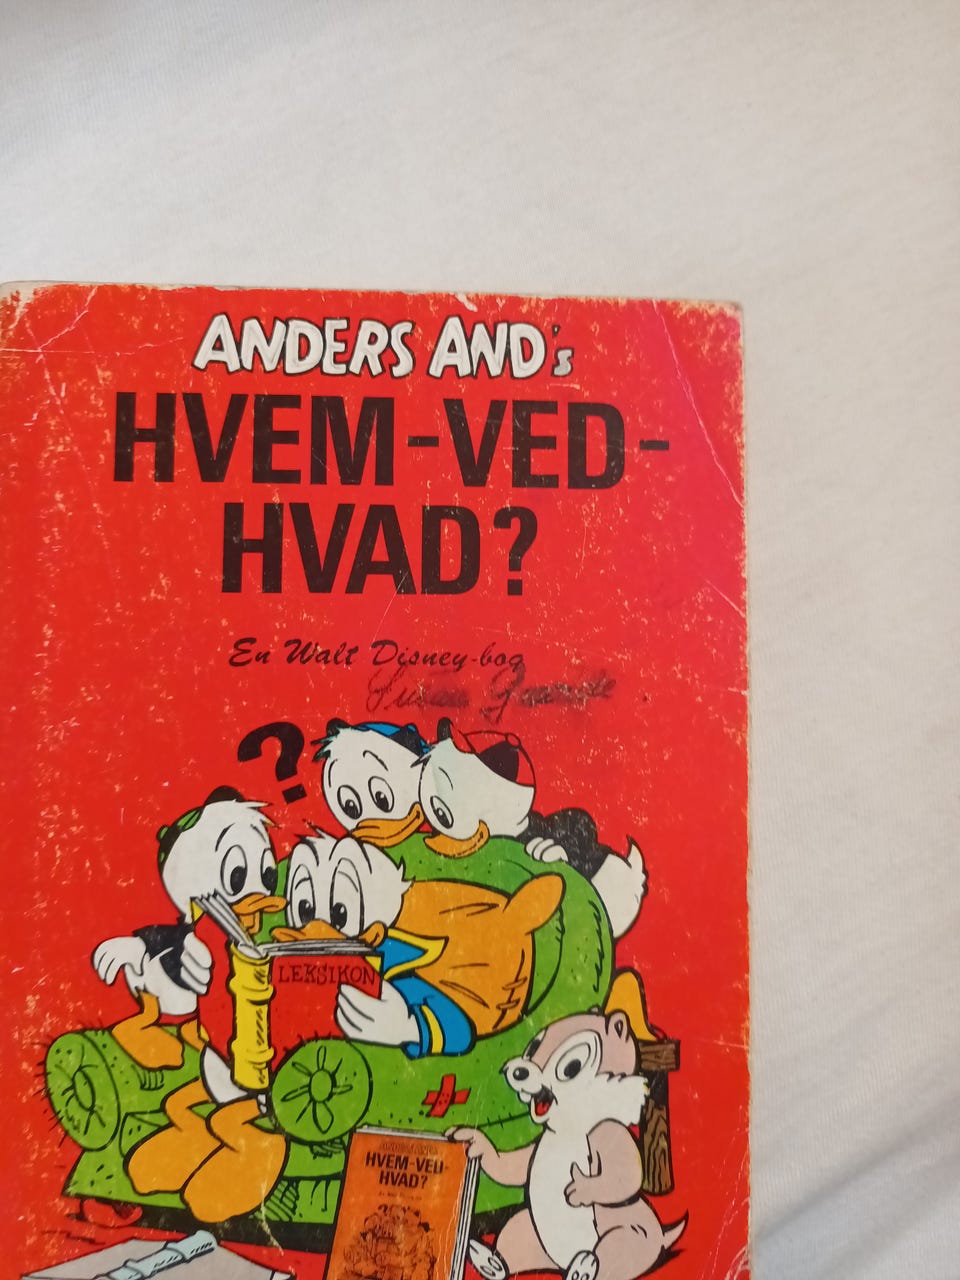 ANDERS AND's
HVEM-VED-
HVAD?
En Walt Disney-bog
?
LEKSIKON
HVEM-VED-
HVAD?